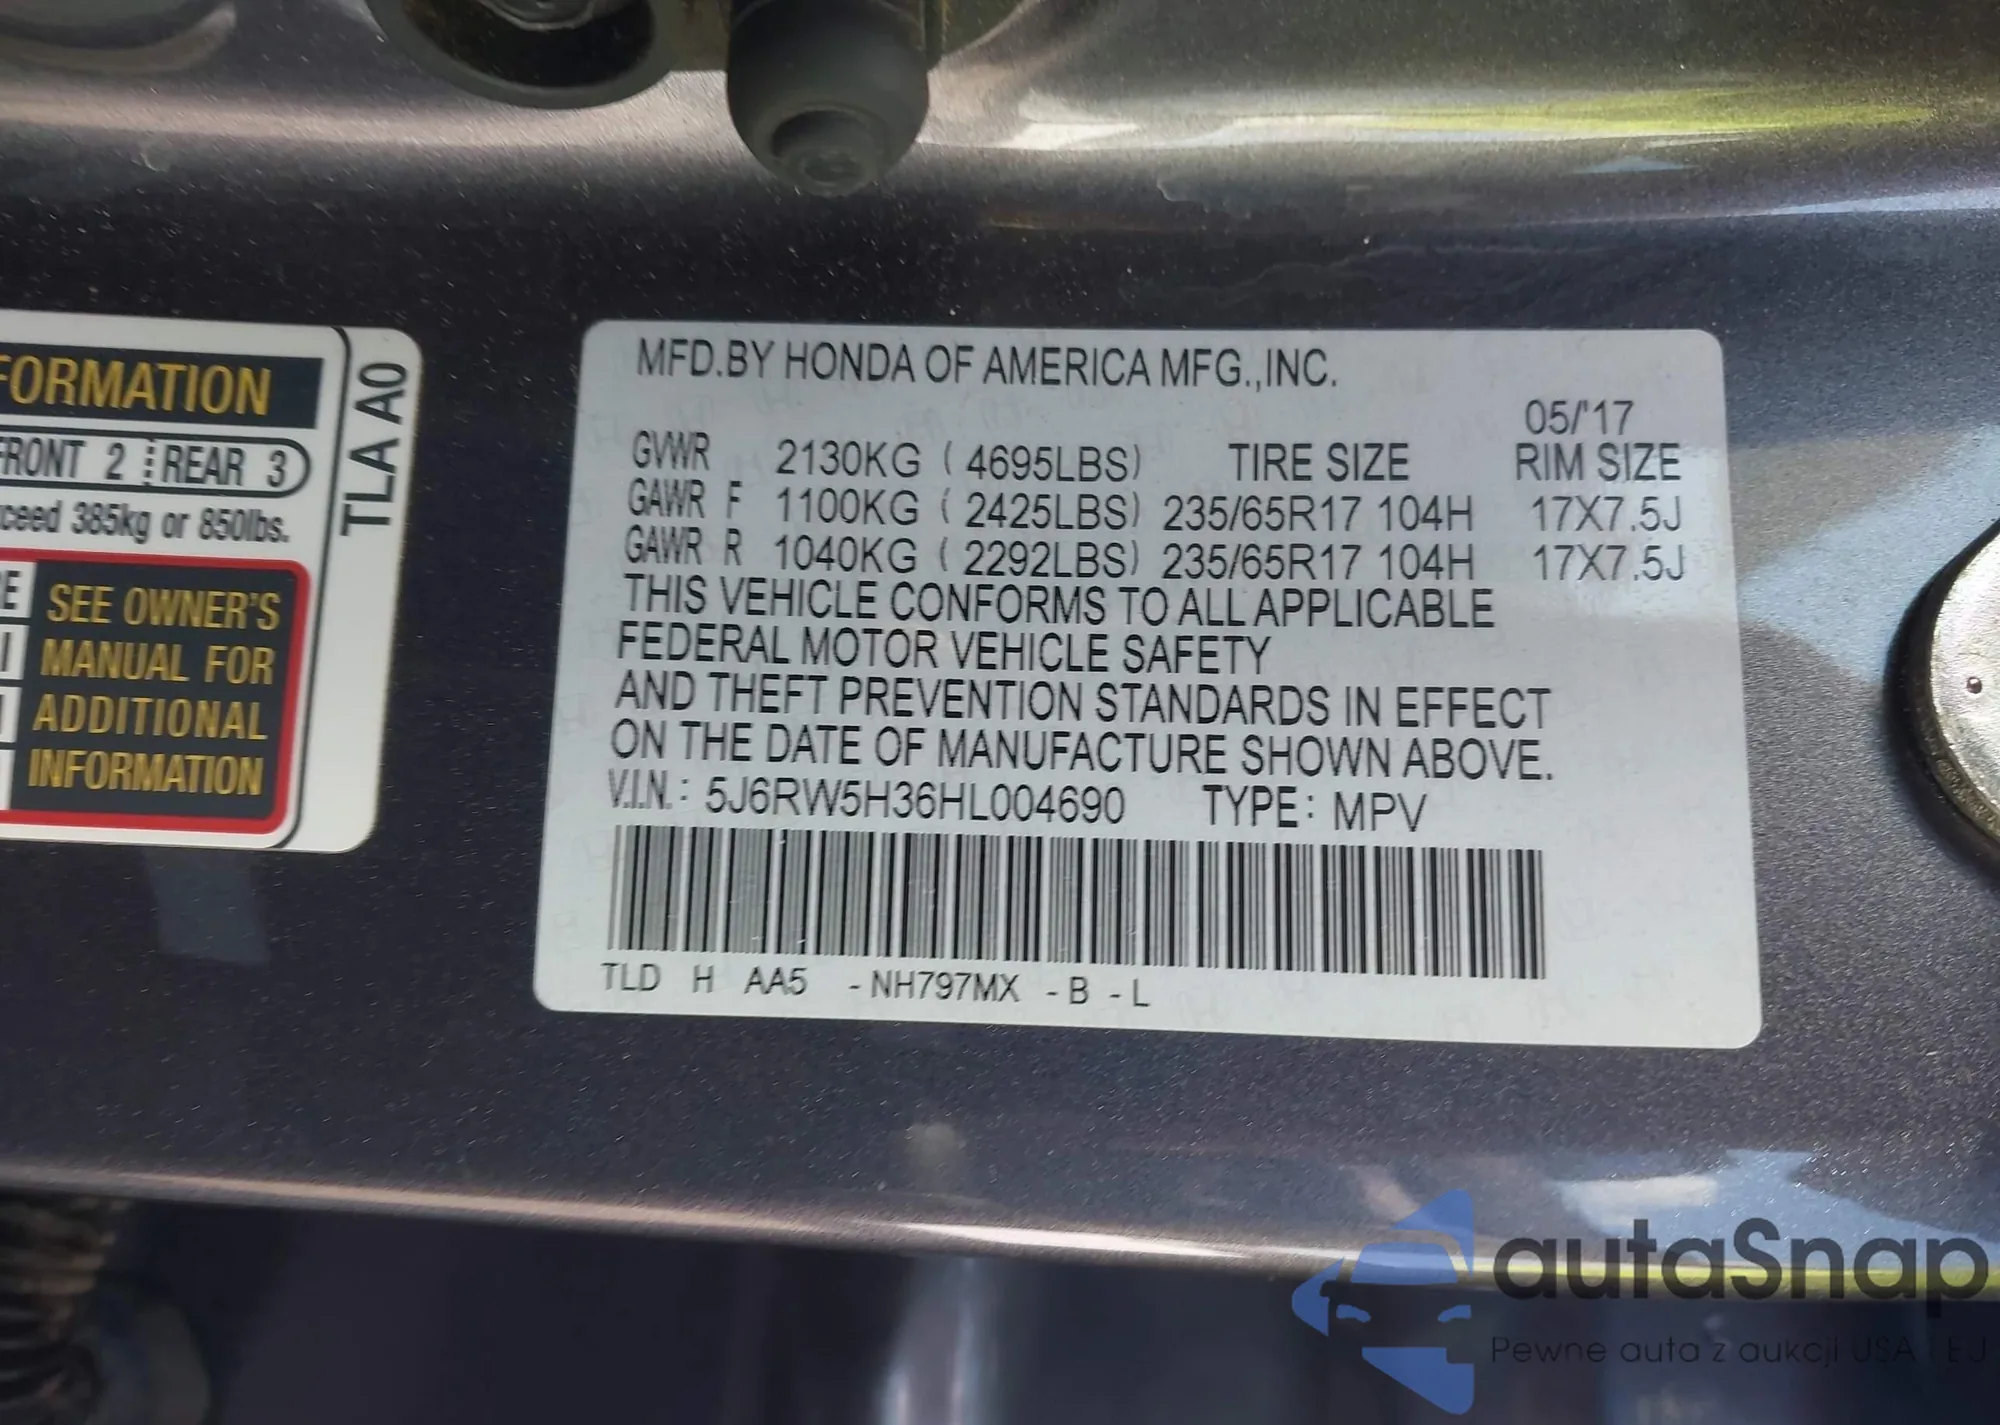 FORMATION
FRONT 2 REAR 3
385kg or 850lbs.
SEE OWNER'S
MANUAL FOR
ADDITIONAL
INFORMATION
TLA A0
MFD.BY HONDA OF AMERICA MFG.,INC.
05/'17
GVWR 2130KG ( 4695LBS) TIRE SIZE RIM SIZE
GAWR F 1100KG ( 2425LBS) 235/65R17 104H 17X7.5J
GAWR R 1040KG ( 2292LBS) 235/65R17 104H 17X7.5J
THIS VEHICLE CONFORMS TO ALL APPLICABLE
FEDERAL MOTOR VEHICLE SAFETY
AND THEFT PREVENTION STANDARDS IN EFFECT
ON THE DATE OF MANUFACTURE SHOWN ABOVE.
V.I.N.: 5J6RW5H36HL004690 TYPE: MPV
TLD H AA5 -NH797MX -B -L
autaSnap
Pewne auta z aukcji USA i EU